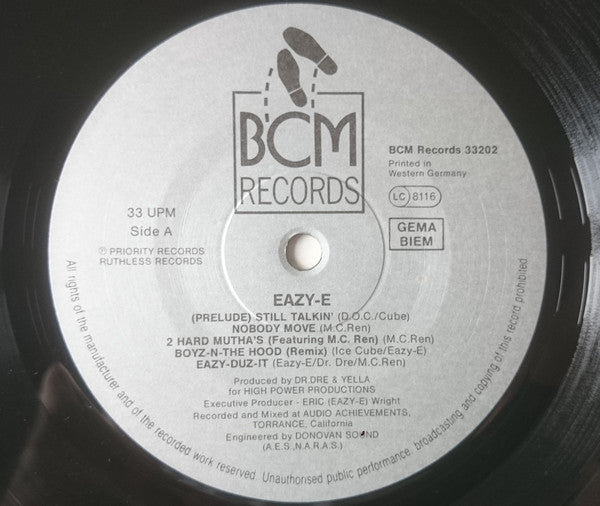 BCM
RECORDS
BCM Records 33202
Printed in
Western Germany
LC 8116
GEMA
BIEM
33 UPM
Side A
℗ PRIORITY RECORDS
RUTHLESS RECORDS
EAZY-E
(PRELUDE) STILL TALKIN' (D.O.C./Cube)
NOBODY MOVE (M.C.Ren)
2 HARD MUTHA'S (Featuring M.C. Ren) (M.C.Ren)
BOYZ-N-THE HOOD (Remix) (Ice Cube/Eazy-E)
EAZY-DUZ-IT (Eazy-E/Dr. Dre/M.C.Ren)
Produced by DR.DRE & YELLA
for HIGH POWER PRODUCTIONS
Executive Producer - ERIC (EAZY-E) Wright
Recorded and Mixed at AUDIO ACHIEVEMENTS,
TORRANCE, California
Engineered by DONOVAN SOUND
(A.E.S.,N.A.R.A.S.)
All rights of the manufacturer and of the recorded work reserved. Unauthorised public performance, broadcasting and copying of this record prohibited